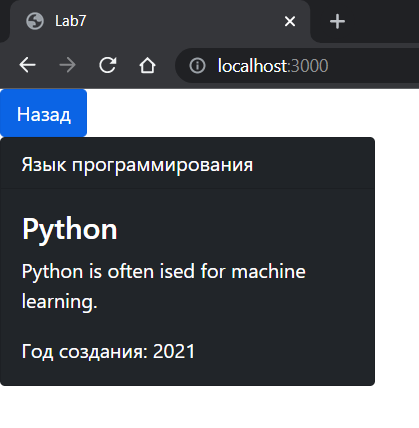 Lab7
localhost:3000
Назад
Язык программирования
Python
Python is often ised for machine
learning.
Год создания: 2021